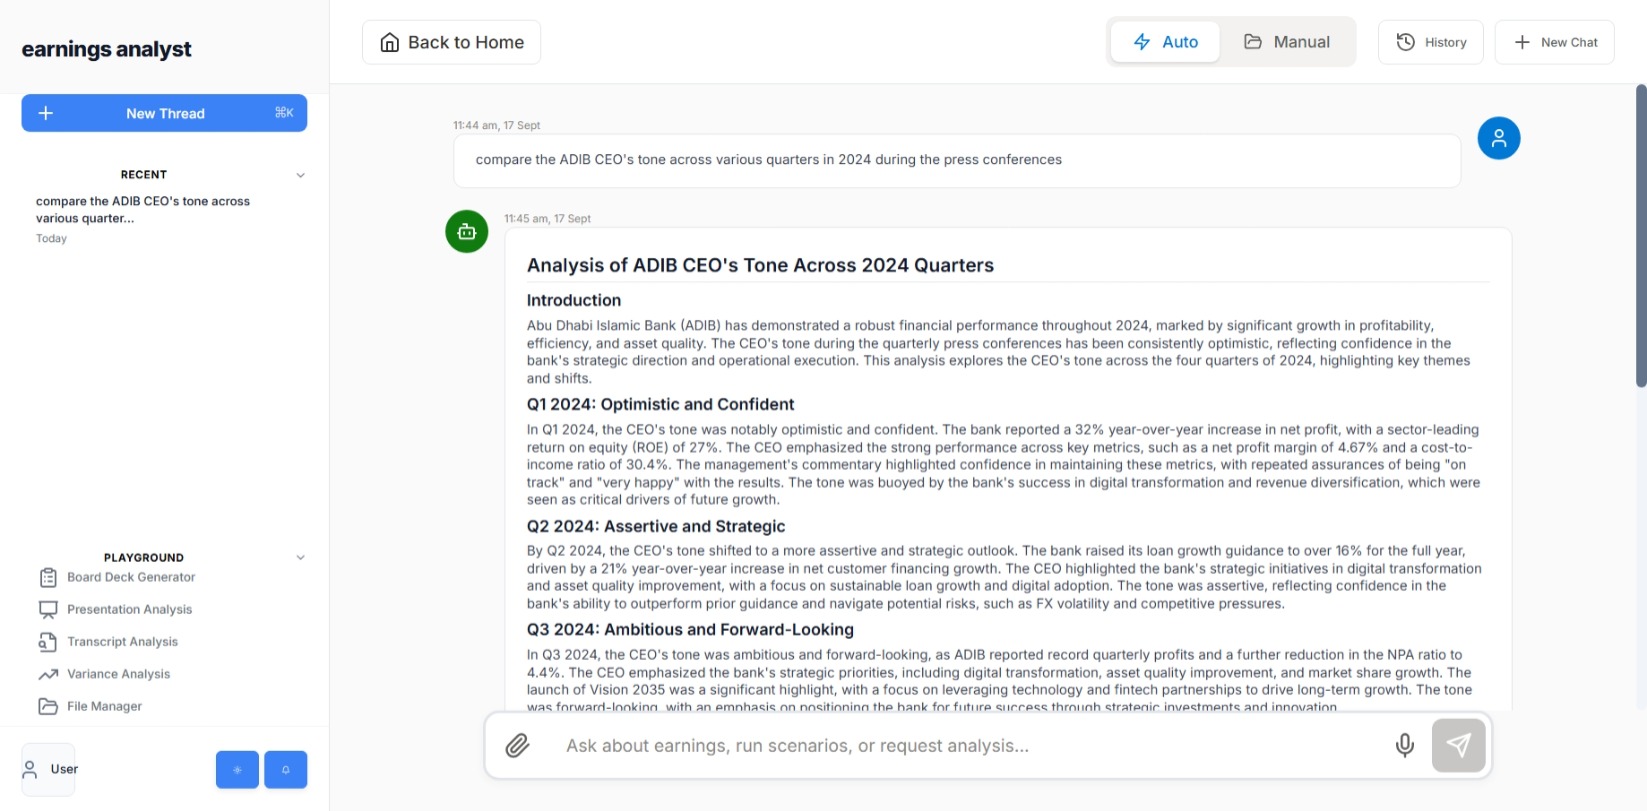 earnings analyst
New Thread
⌘K
RECENT
compare the ADIB CEO's tone across
various quarter...
Today
PLAYGROUND
Board Deck Generator
Presentation Analysis
Transcript Analysis
Variance Analysis
File Manager
User
Back to Home
Auto
Manual
History
New Chat
11:44 am, 17 Sept
compare the ADIB CEO's tone across various quarters in 2024 during the press conferences
11:45 am, 17 Sept
Analysis of ADIB CEO's Tone Across 2024 Quarters
Introduction
Abu Dhabi Islamic Bank (ADIB) has demonstrated a robust financial performance throughout 2024, marked by significant growth in profitability,
efficiency, and asset quality. The CEO's tone during the quarterly press conferences has been consistently optimistic, reflecting confidence in the
bank's strategic direction and operational execution. This analysis explores the CEO's tone across the four quarters of 2024, highlighting key themes
and shifts.
Q1 2024: Optimistic and Confident
In Q1 2024, the CEO's tone was notably optimistic and confident. The bank reported a 32% year-over-year increase in net profit, with a sector-leading
return on equity (ROE) of 27%. The CEO emphasized the strong performance across key metrics, such as a net profit margin of 4.67% and a cost-to-
income ratio of 30.4%. The management's commentary highlighted confidence in maintaining these metrics, with repeated assurances of being "on
track" and "very happy" with the results. The tone was buoyed by the bank's success in digital transformation and revenue diversification, which were
seen as critical drivers of future growth.
Q2 2024: Assertive and Strategic
By Q2 2024, the CEO's tone shifted to a more assertive and strategic outlook. The bank raised its loan growth guidance to over 16% for the full year,
driven by a 21% year-over-year increase in net customer financing growth. The CEO highlighted the bank's strategic initiatives in digital transformation
and asset quality improvement, with a focus on sustainable loan growth and digital adoption. The tone was assertive, reflecting confidence in the
bank's ability to outperform prior guidance and navigate potential risks, such as FX volatility and competitive pressures.
Q3 2024: Ambitious and Forward-Looking
In Q3 2024, the CEO's tone was ambitious and forward-looking, as ADIB reported record quarterly profits and a further reduction in the NPA ratio to
4.4%. The CEO emphasized the bank's strategic priorities, including digital transformation, asset quality improvement, and market share growth. The
launch of Vision 2035 was a significant highlight, with a focus on leveraging technology and fintech partnerships to drive long-term growth. The tone
was forward-looking, with an emphasis on positioning the bank for future success through strategic investments and innovation.
Ask about earnings, run scenarios, or request analysis...